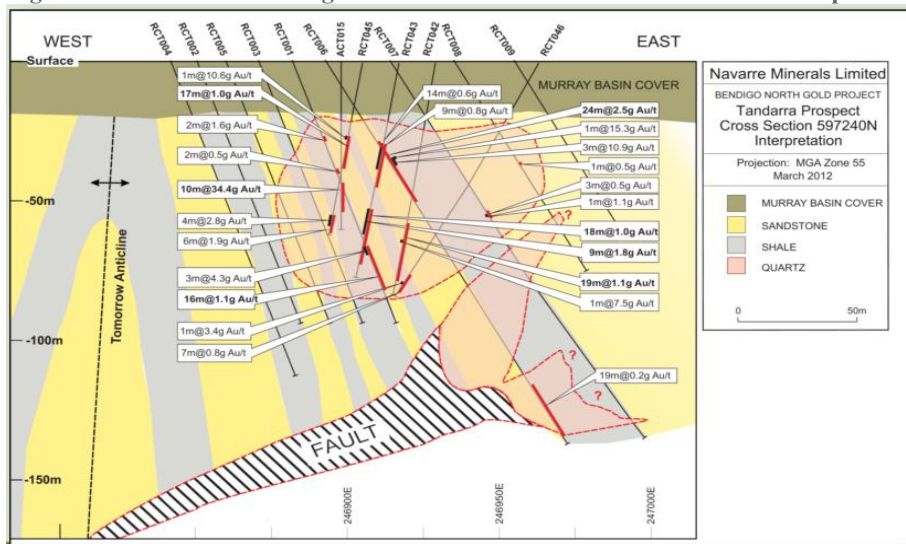 WEST
RCT004
RCT002
RCT005
RCT003
RCT001
RCT006
ACT015
RCT045
RCT007
RCT043
RCT042
RCT008
RCT009
RCT046
EAST
Surface
MURRAY BASIN COVER
1m@10.6g Au/t
17m@1.0g Au/t
2m@1.6g Au/t
2m@0.5g Au/t
10m@34.4g Au/t
4m@2.8g Au/t
6m@1.9g Au/t
3m@4.3g Au/t
16m@1.1g Au/t
1m@3.4g Au/t
7m@0.8g Au/t
14m@0.6g Au/t
9m@0.8g Au/t
24m@2.5g Au/t
1m@15.3g Au/t
3m@10.9g Au/t
1m@0.5g Au/t
3m@0.5g Au/t
1m@1.1g Au/t
?
18m@1.0g Au/t
9m@1.8g Au/t
19m@1.1g Au/t
1m@7.5g Au/t
?
19m@0.2g Au/t
?
-50m
-100m
-150m
Tomorrow Anticline
FAULT
246900E
246950E
247000E
Navarre Minerals Limited
BENDIGO NORTH GOLD PROJECT
Tandarra Prospect
Cross Section 597240N
Interpretation
Projection: MGA Zone 55
March 2012
MURRAY BASIN COVER
SANDSTONE
SHALE
QUARTZ
0 50m